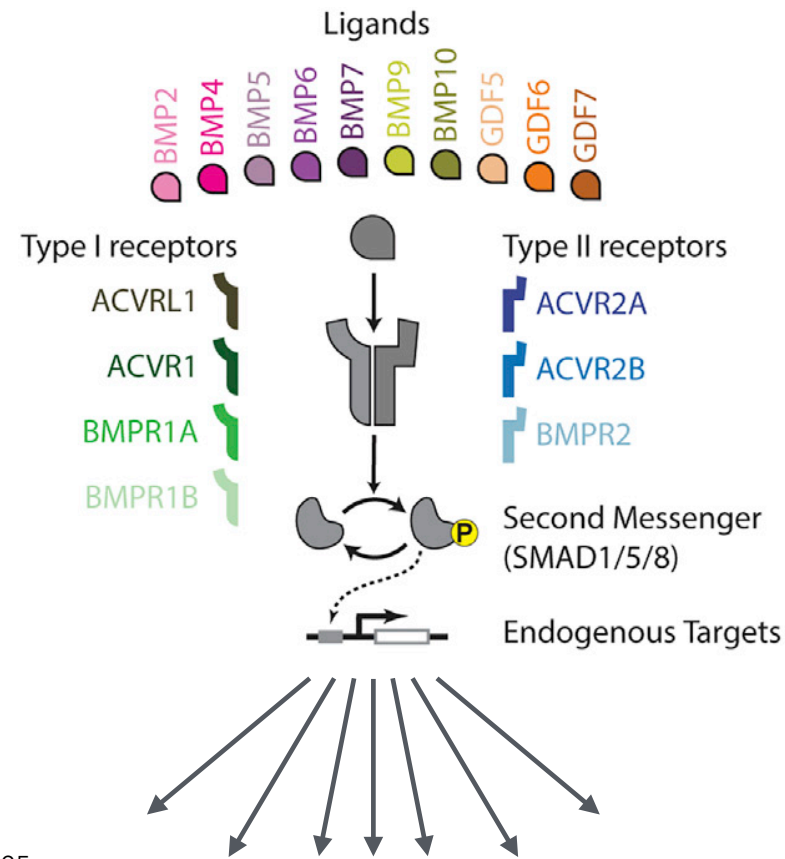 Ligands
BMP2
BMP4
BMP5
BMP6
BMP7
BMP9
BMP10
GDF5
GDF6
GDF7
Type I receptors
ACVRL1
ACVR1
BMPR1A
BMPR1B
Type II receptors
ACVR2A
ACVR2B
BMPR2
P
Second Messenger
(SMAD1/5/8)
Endogenous Targets